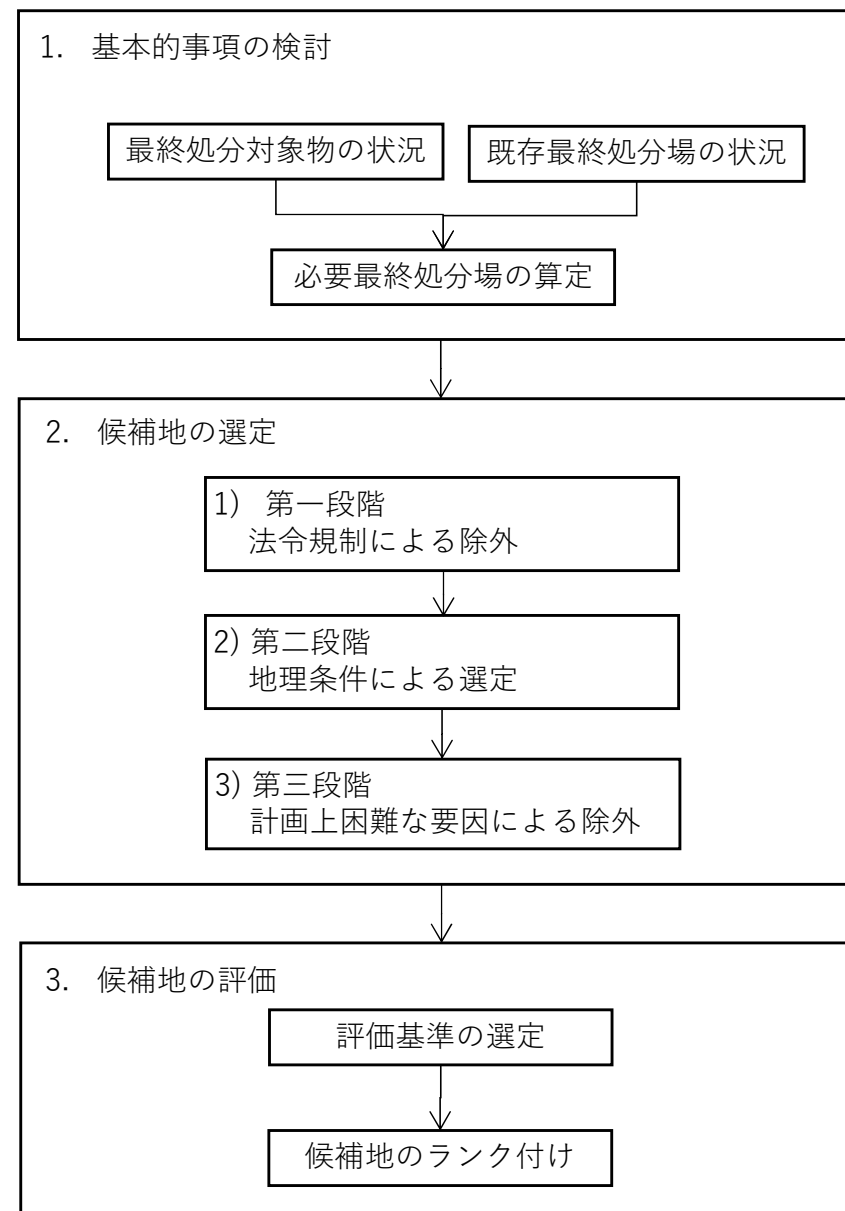 1. 基本的事項の検討
最終処分対象物の状況
既存最終処分場の状況
必要最終処分場の算定
2. 候補地の選定
1) 第一段階
法令規制による除外
2) 第二段階
地理条件による選定
3) 第三段階
計画上困難な要因による除外
3. 候補地の評価
評価基準の選定
候補地のランク付け